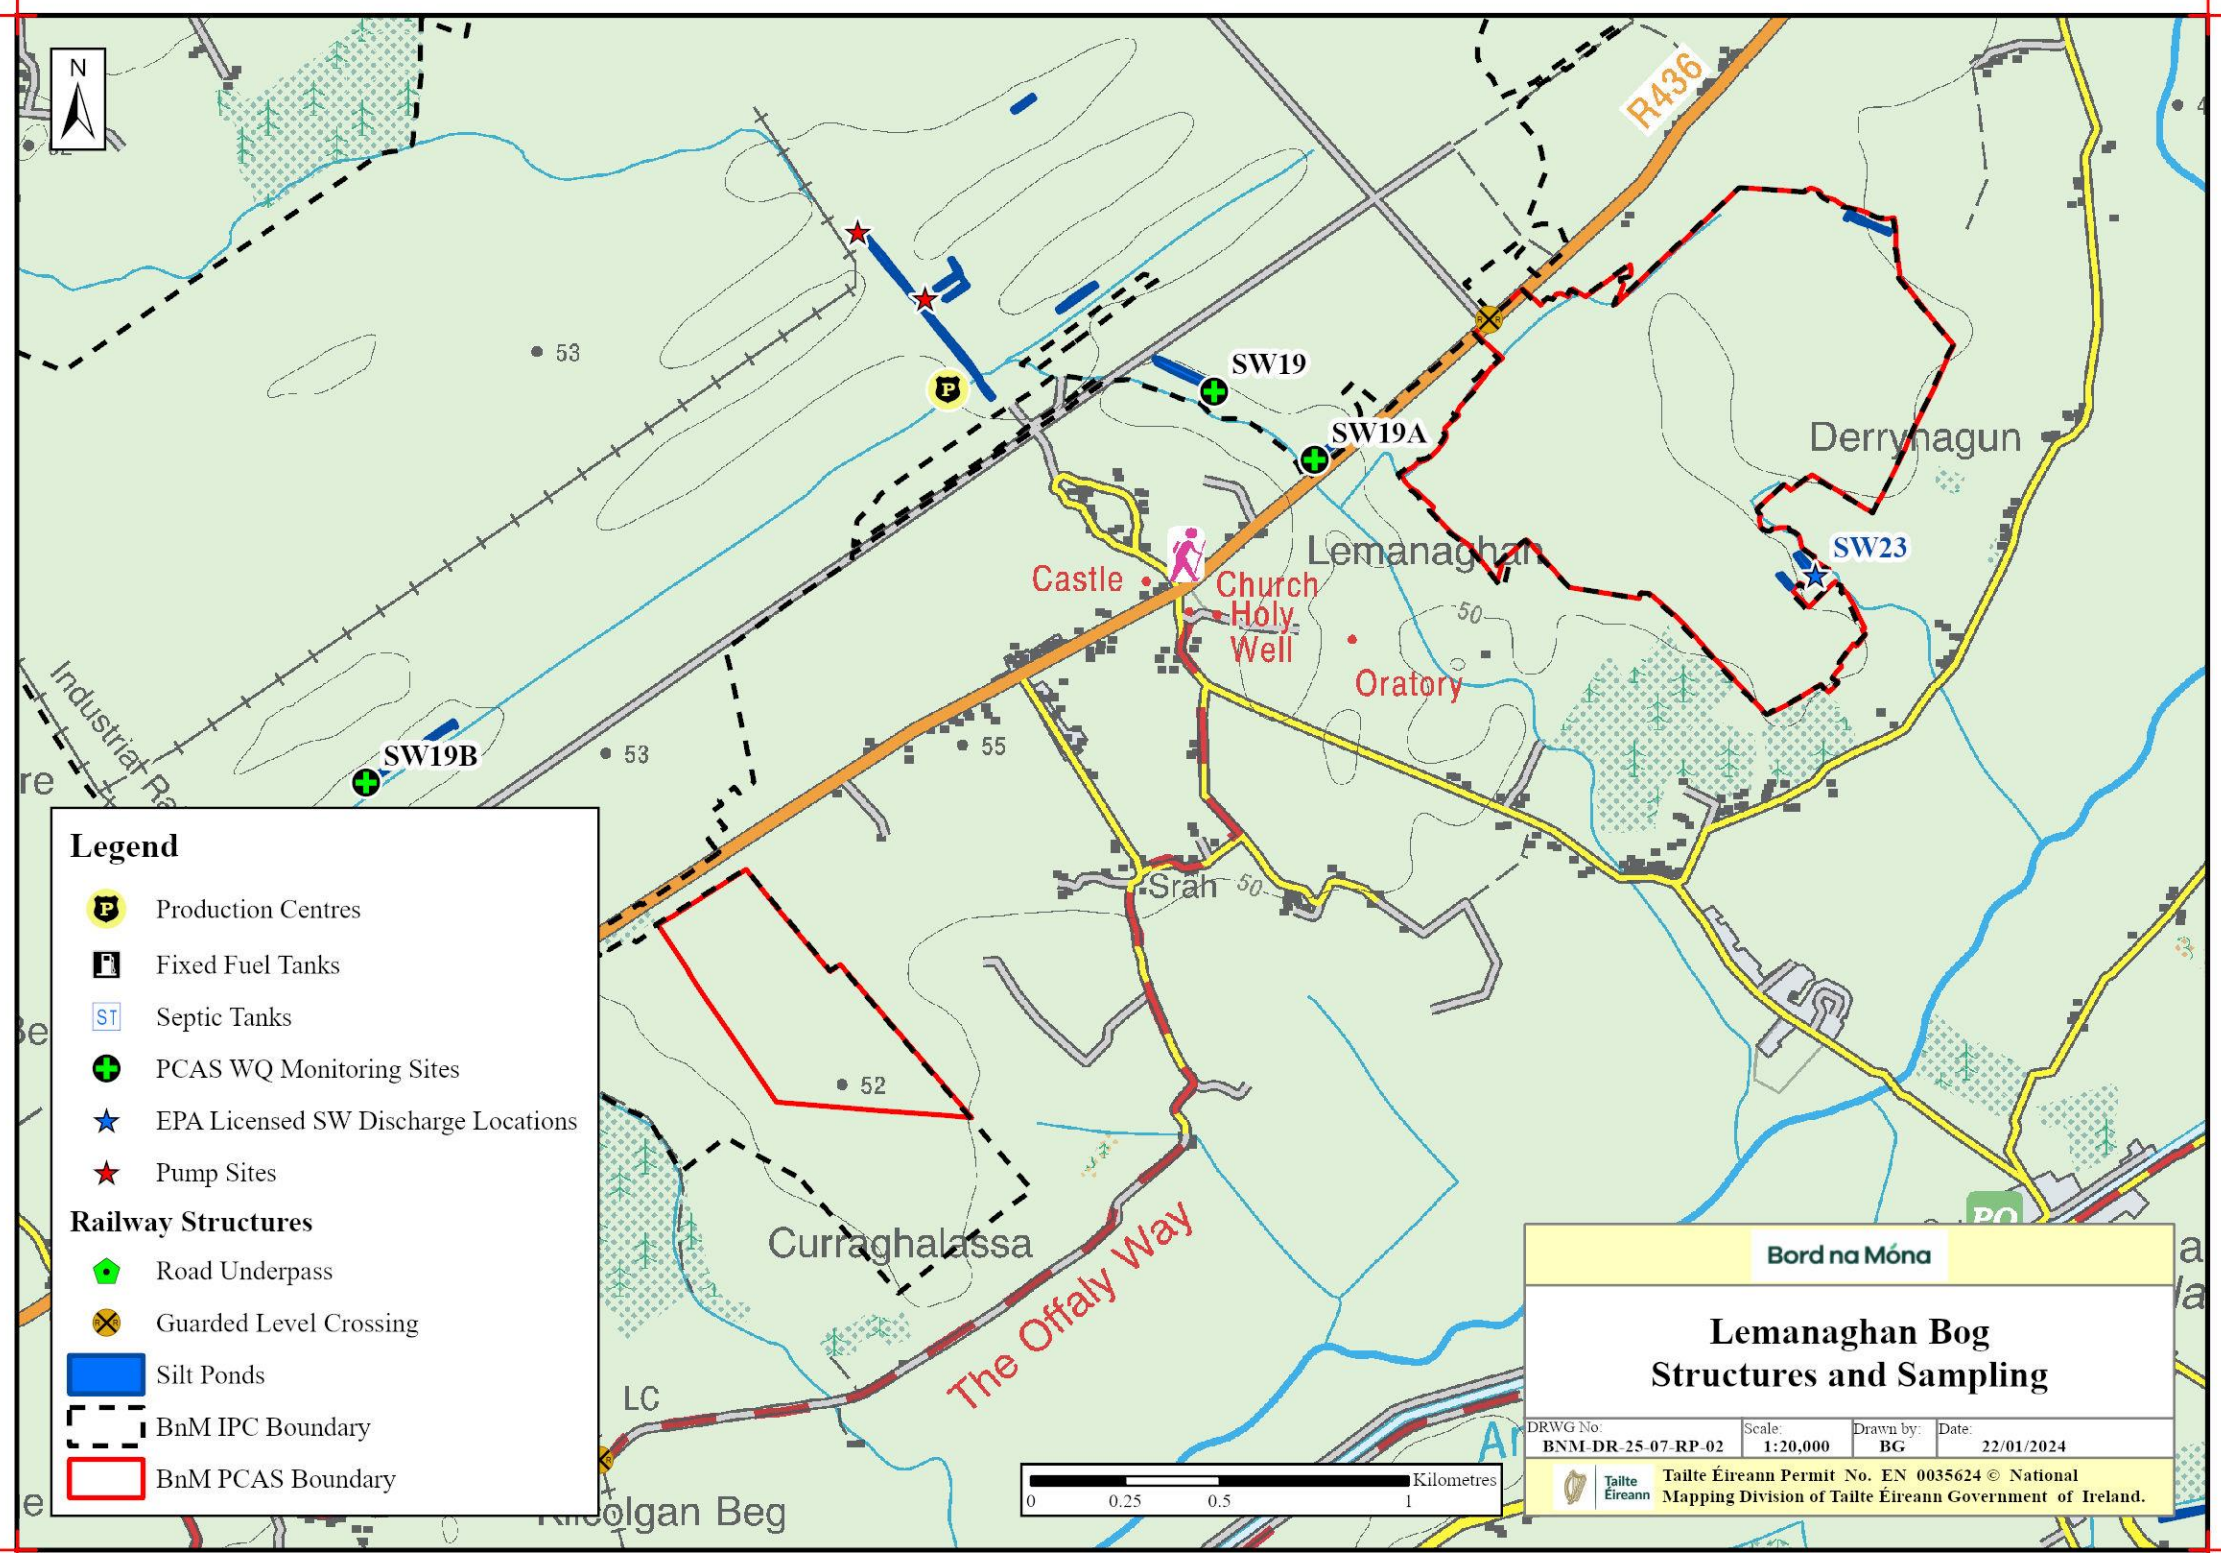 N
R436
53
SW19
SW19A
Derrynagun
Lemanaghan
SW23
Castle
Church
Holy
Well
50
Oratory
Industrial Ra
SW19B
53
55
re
Srah
50
52
Curraghalassa
The Offaly Way
LC
olgan Beg
PO
Legend
P
Production Centres
Fixed Fuel Tanks
ST
Septic Tanks
PCAS WQ Monitoring Sites
EPA Licensed SW Discharge Locations
Pump Sites
Railway Structures
Road Underpass
Guarded Level Crossing
Silt Ponds
BnM IPC Boundary
BnM PCAS Boundary
Kilometres
0 0.25 0.5 1
Bord na Móna
Lemanaghan Bog
Structures and Sampling
DRWG No: Scale: Drawn by: Date:
BNM-DR-25-07-RP-02 1:20,000 BG 22/01/2024
Tailte
Éireann
Tailte Éireann Permit No. EN 0035624 © National
Mapping Division of Tailte Éireann Government of Ireland.